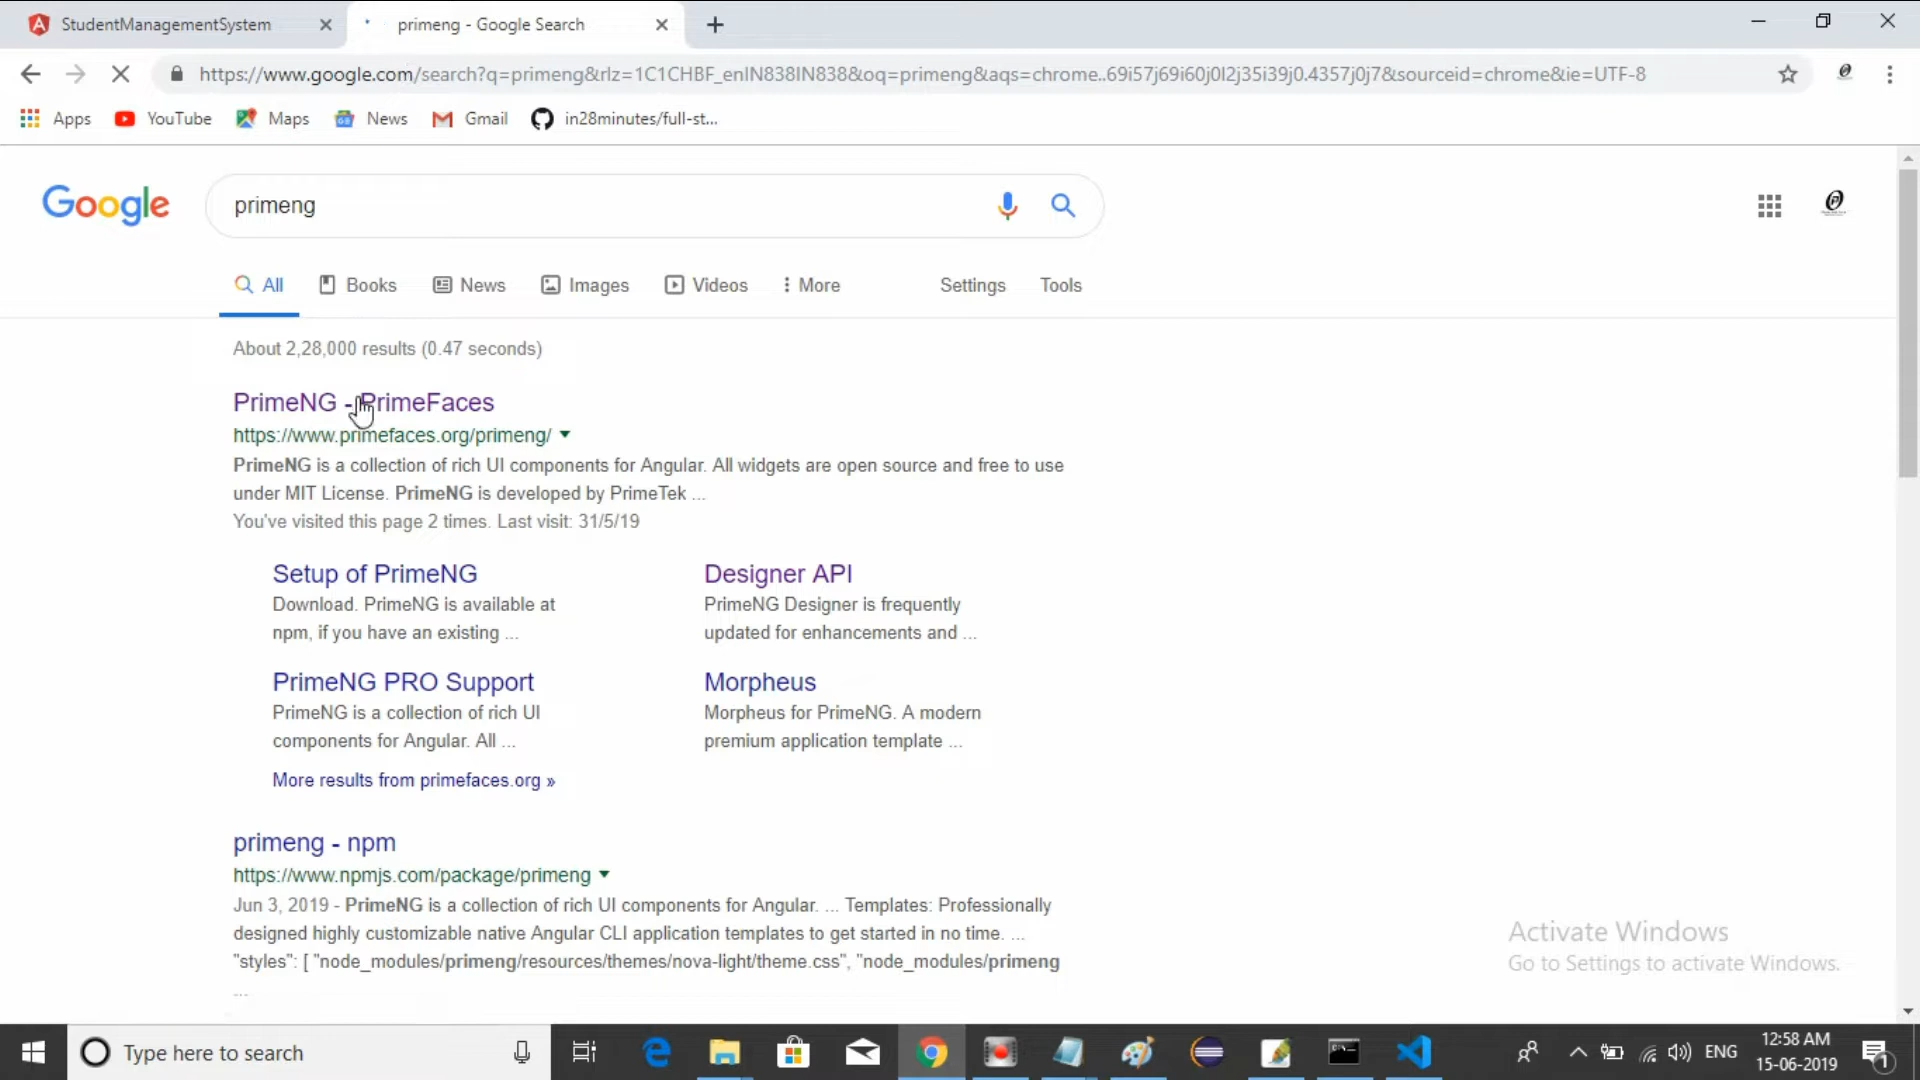 StudentManagementSystem
primeng - Google Search
https://www.google.com/search?q=primeng&rlz=1C1CHBF_enIN838IN838&oq=primeng&aqs=chrome..69i57j69i60j0l2j35i39j0.4357j0j7&sourceid=chrome&ie=UTF-8
Apps
YouTube
Maps
News
Gmail
in28minutes/full-st...
Google
primeng
All
Books
News
Images
Videos
More
Settings
Tools
About 2,28,000 results (0.47 seconds)
PrimeNG - PrimeFaces
https://www.primefaces.org/primeng/
PrimeNG is a collection of rich UI components for Angular. All widgets are open source and free to use
under MIT License. PrimeNG is developed by PrimeTek ...
You've visited this page 2 times. Last visit: 31/5/19
Setup of PrimeNG
Download. PrimeNG is available at
npm, if you have an existing ...
Designer API
PrimeNG Designer is frequently
updated for enhancements and ...
PrimeNG PRO Support
PrimeNG is a collection of rich UI
components for Angular. All ...
Morpheus
Morpheus for PrimeNG. A modern
premium application template ...
More results from primefaces.org »
primeng - npm
https://www.npmjs.com/package/primeng
Jun 3, 2019 - PrimeNG is a collection of rich UI components for Angular. ... Templates: Professionally
designed highly customizable native Angular CLI application templates to get started in no time. ...
"styles": [ "node_modules/primeng/resources/themes/nova-light/theme.css", "node_modules/primeng
...
Activate Windows
Go to Settings to activate Windows.
Type here to search
ENG
12:58 AM
15-06-2019
1